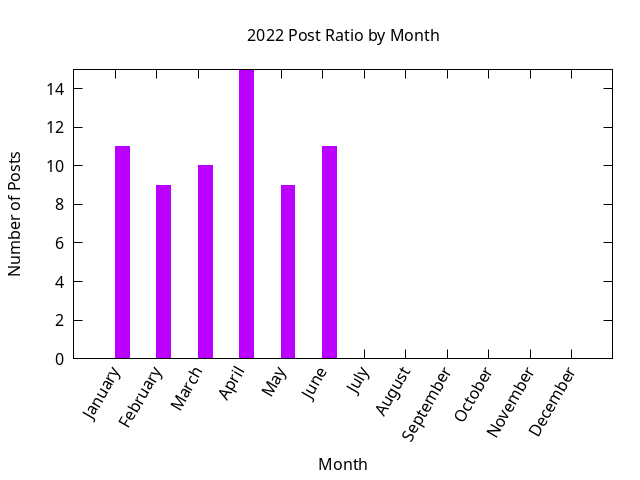 2022 Post Ratio by Month
14
12
10
8
6
4
2
0
Number of Posts
January
February
March
April
May
June
July
August
September
October
November
December
Month